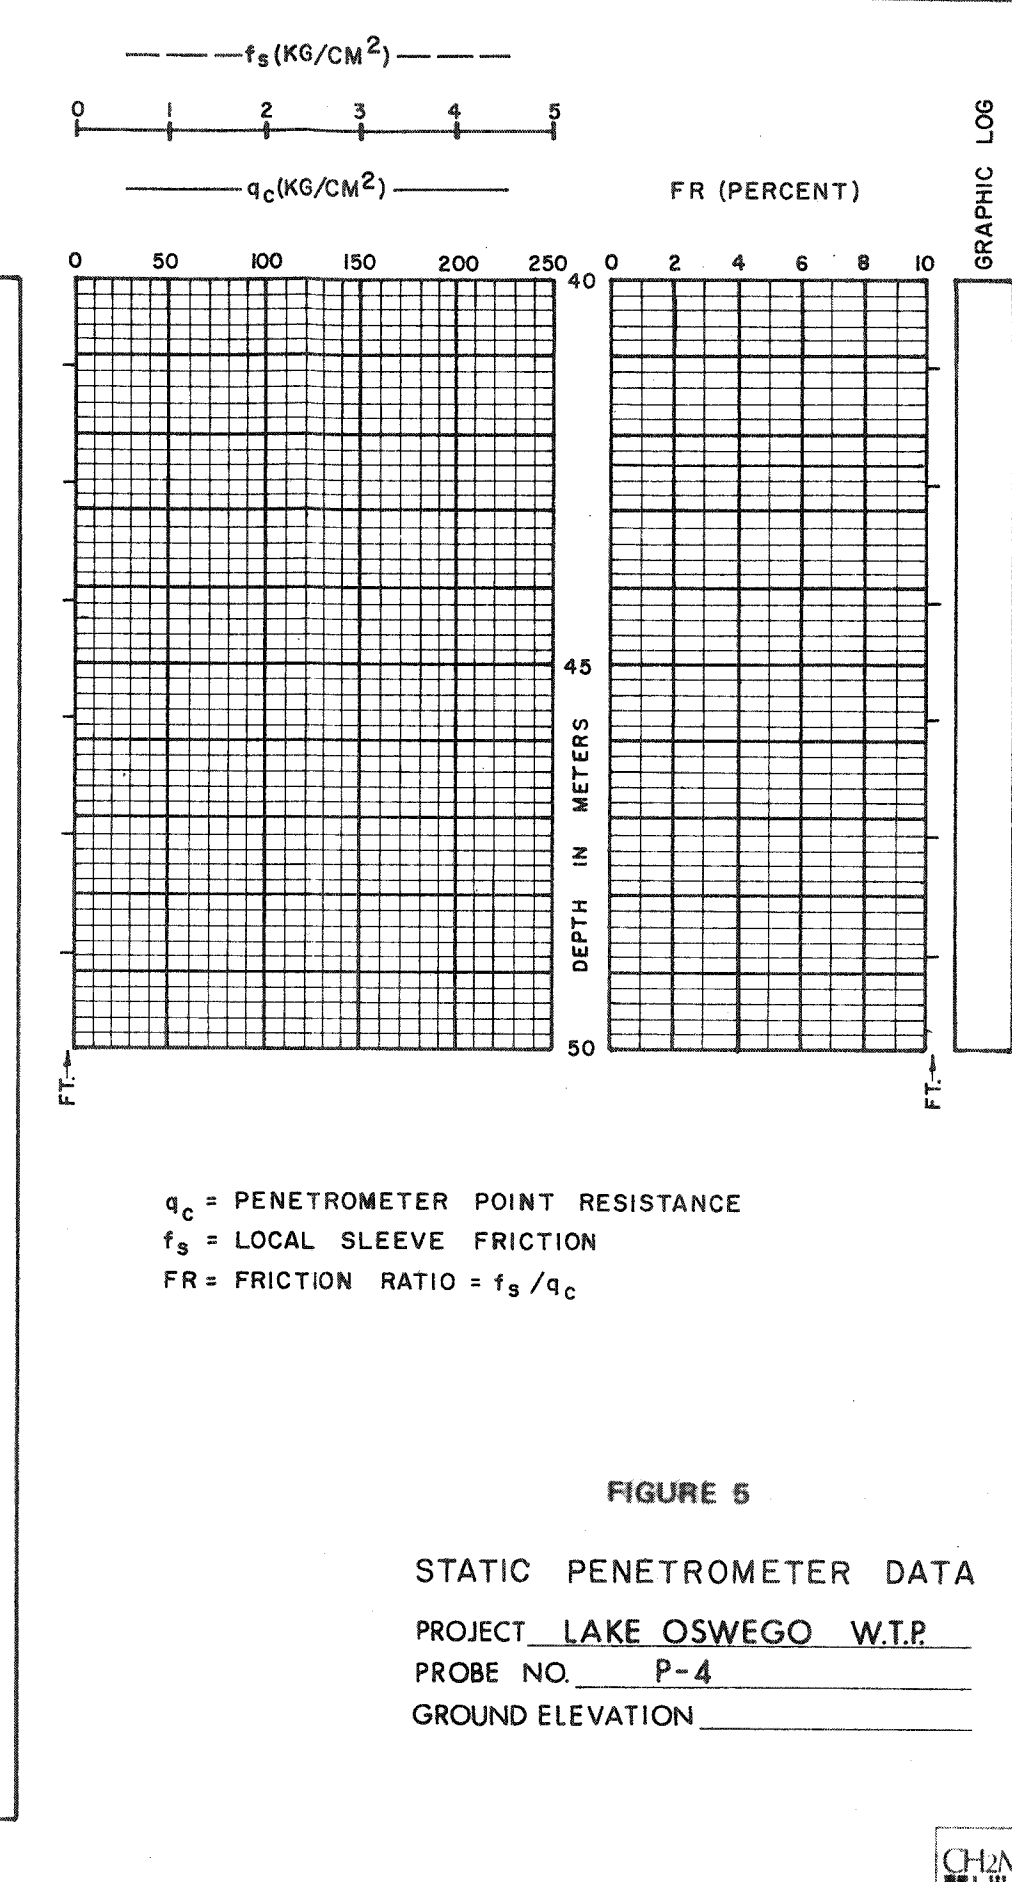 fs (KG/CM2)
0 1 2 3 4 5
qc (KG/CM2)
FR (PERCENT)
GRAPHIC LOG
0 50 100 150 200 250
0 2 4 6 8 10
40
45
DEPTH IN METERS
50
FT.
FT.
qc = PENETROMETER POINT RESISTANCE
fs = LOCAL SLEEVE FRICTION
FR = FRICTION RATIO = fs /qc
FIGURE 5
STATIC PENETROMETER DATA
PROJECT LAKE OSWEGO W.T.P.
PROBE NO. P-4
GROUND ELEVATION